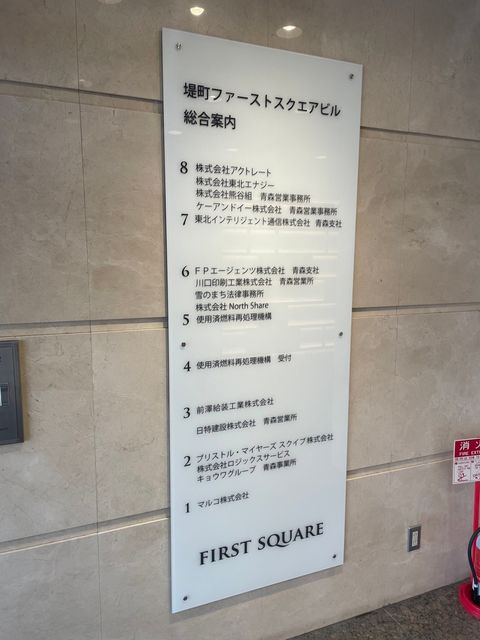 堤町ファーストスクエアビル
総合案内
8 株式会社アクトレート
株式会社東北エナジー
株式会社熊谷組 青森営業事務所
ケーアンドイー株式会社 青森営業事務所
7 東北インテリジェント通信株式会社 青森支社
6 FPエージェンツ株式会社 青森支社
川口印刷工業株式会社 青森営業所
雪のまち法律事務所
株式会社 North Share
5 使用済燃料再処理機構
4 使用済燃料再処理機構 受付
3 前澤給装工業株式会社
日特建設株式会社 青森営業所
2 ブリストル・マイヤーズ スクイブ株式会社
株式会社ロジックスサービス
キョウワグループ 青森事業所
1 マルコ株式会社
FIRST SQUARE
消
FIRE